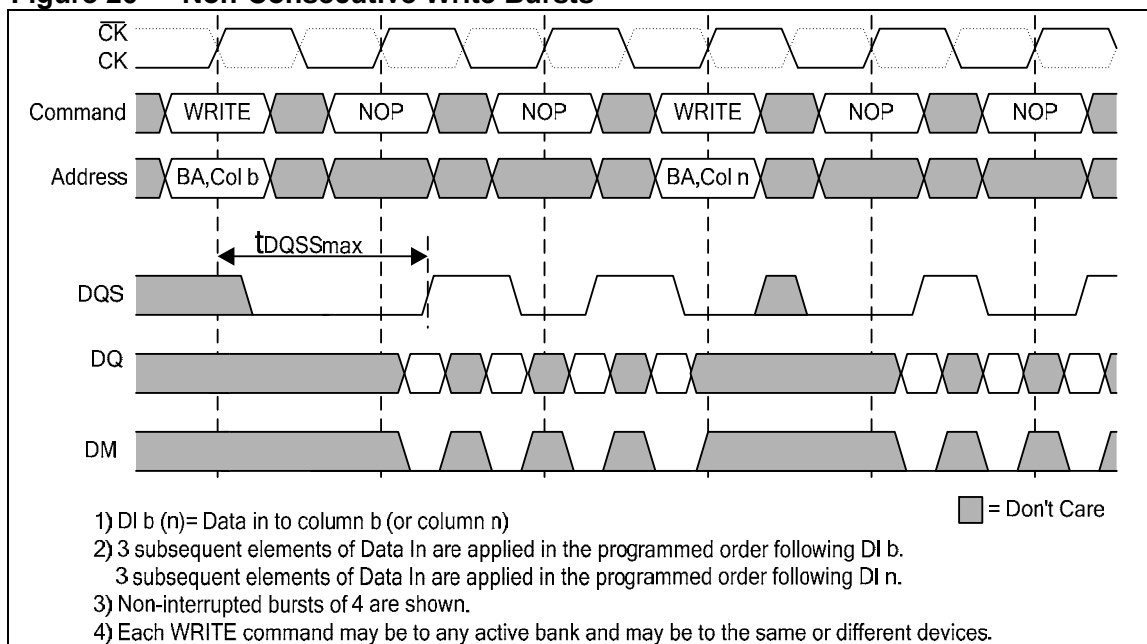 Figure 20 Non-Consecutive Write Bursts
CK
CK
Command WRITE NOP NOP WRITE NOP NOP
Address BA,Col b BA,Col n
tDQSSmax
DQS
DQ
DM
= Don't Care
1) DI b (n)= Data in to column b (or column n)
2) 3 subsequent elements of Data In are applied in the programmed order following DI b.
3 subsequent elements of Data In are applied in the programmed order following DI n.
3) Non-interrupted bursts of 4 are shown.
4) Each WRITE command may be to any active bank and may be to the same or different devices.